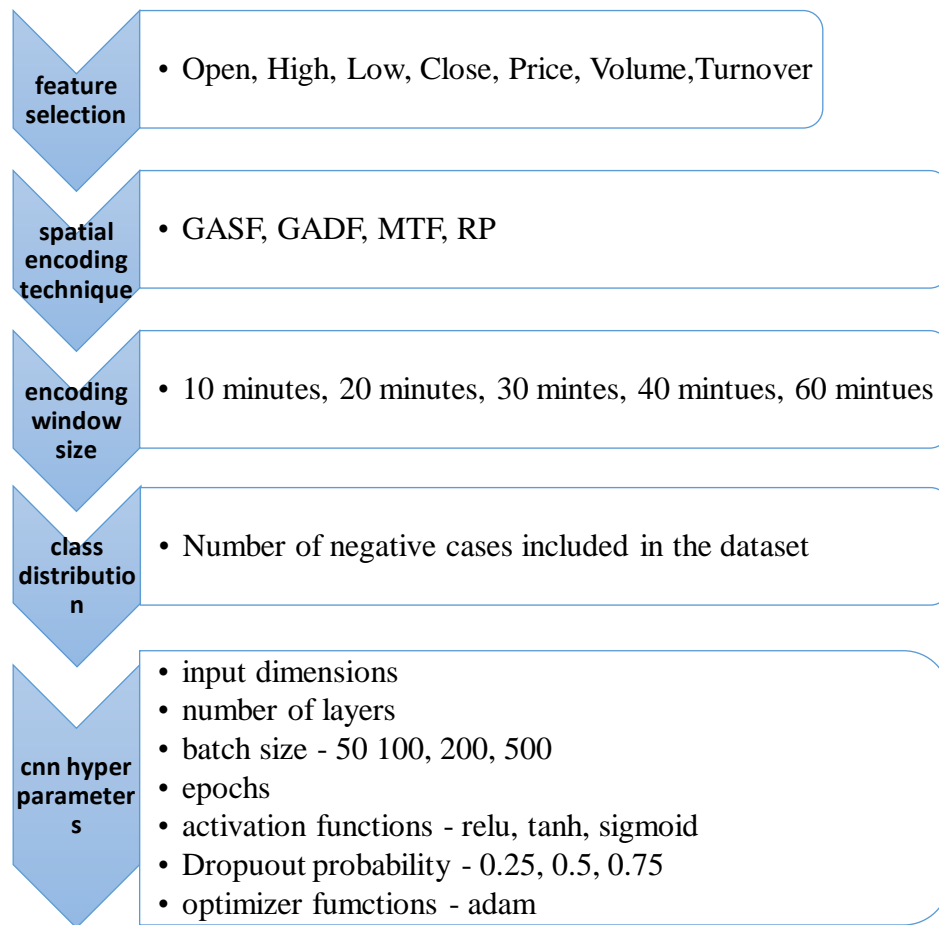 feature
selection
• Open, High, Low, Close, Price, Volume,Turnover
spatial
encoding
technique
• GASF, GADF, MTF, RP
encoding
window
size
• 10 minutes, 20 minutes, 30 mintes, 40 mintues, 60 mintues
class
distributio
n
• Number of negative cases included in the dataset
cnn hyper
parameter
s
• input dimensions
• number of layers
• batch size - 50 100, 200, 500
• epochs
• activation functions - relu, tanh, sigmoid
• Dropuout probability - 0.25, 0.5, 0.75
• optimizer fumctions - adam